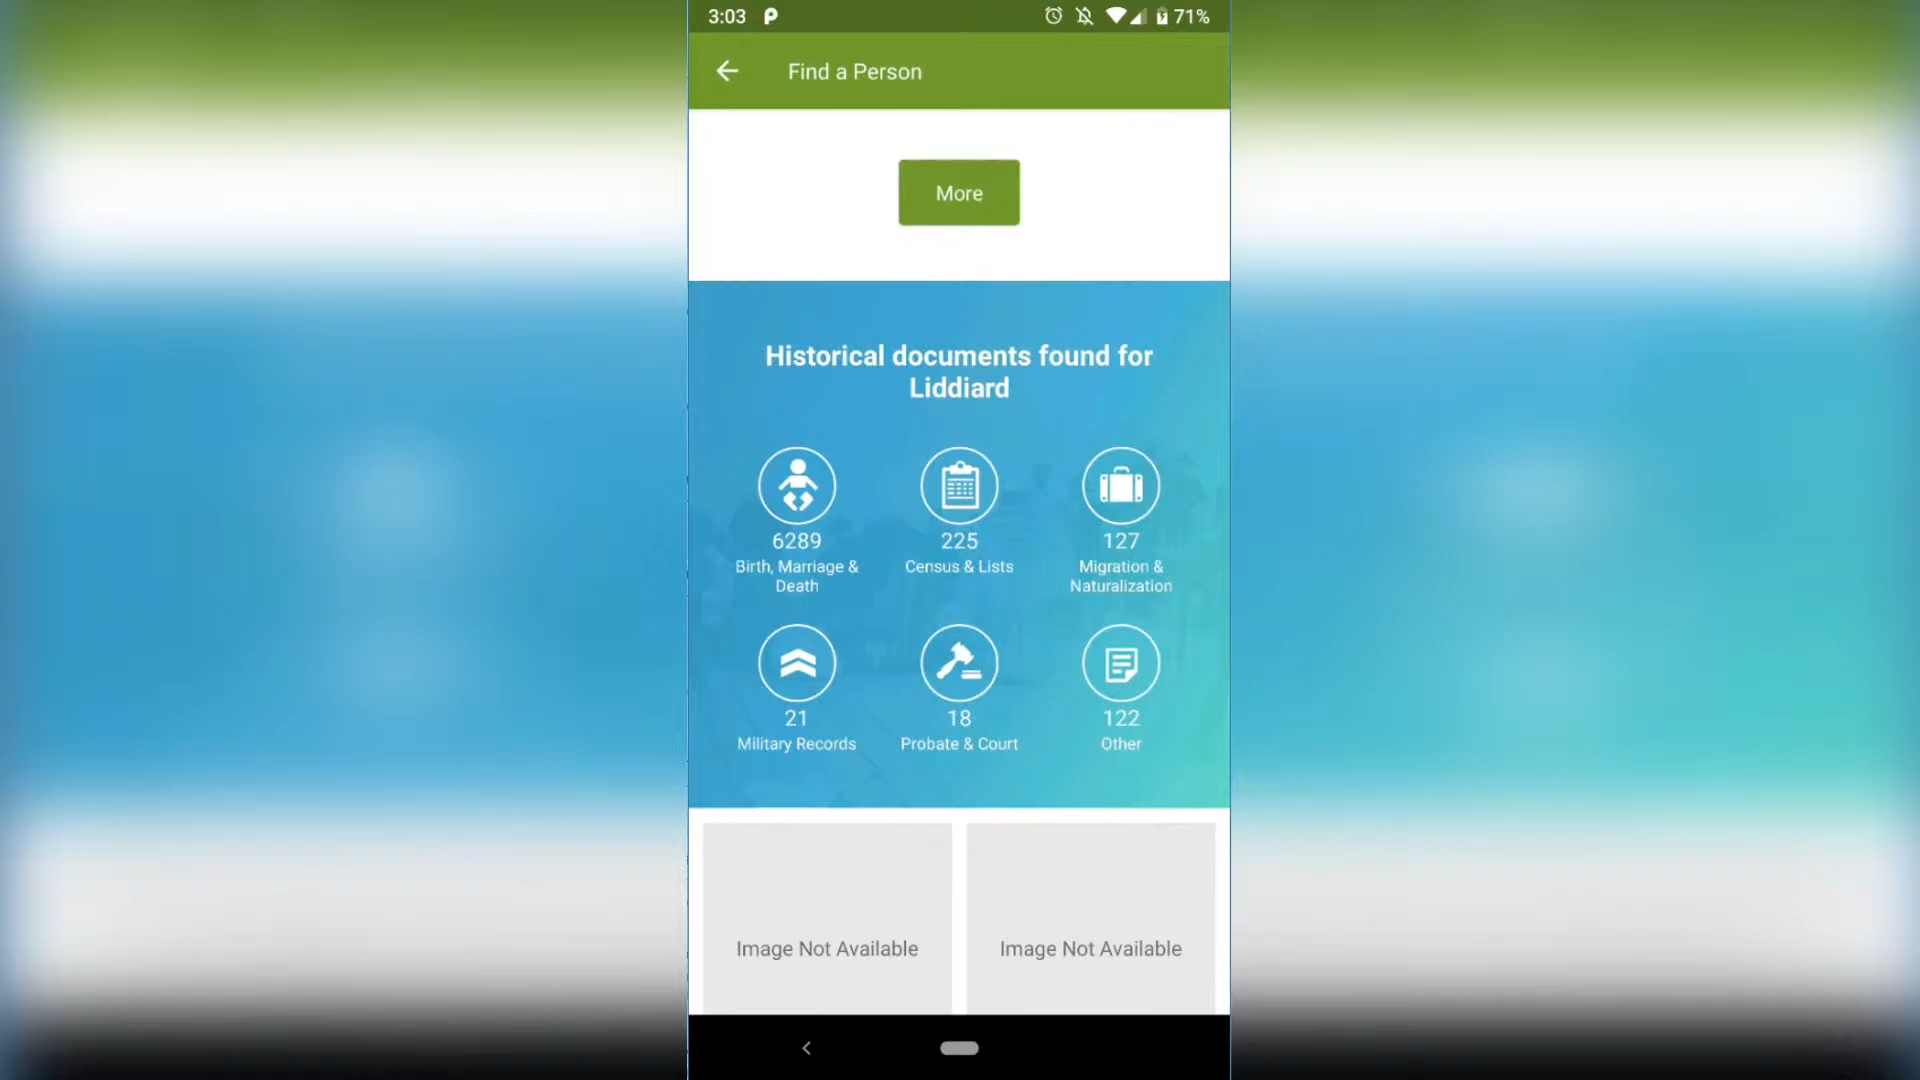 3:03
71%
Find a Person
More
Historical documents found for
Liddiard
6289
Birth, Marriage &
Death
225
Census & Lists
127
Migration &
Naturalization
21
Military Records
18
Probate & Court
122
Other
Image Not Available
Image Not Available